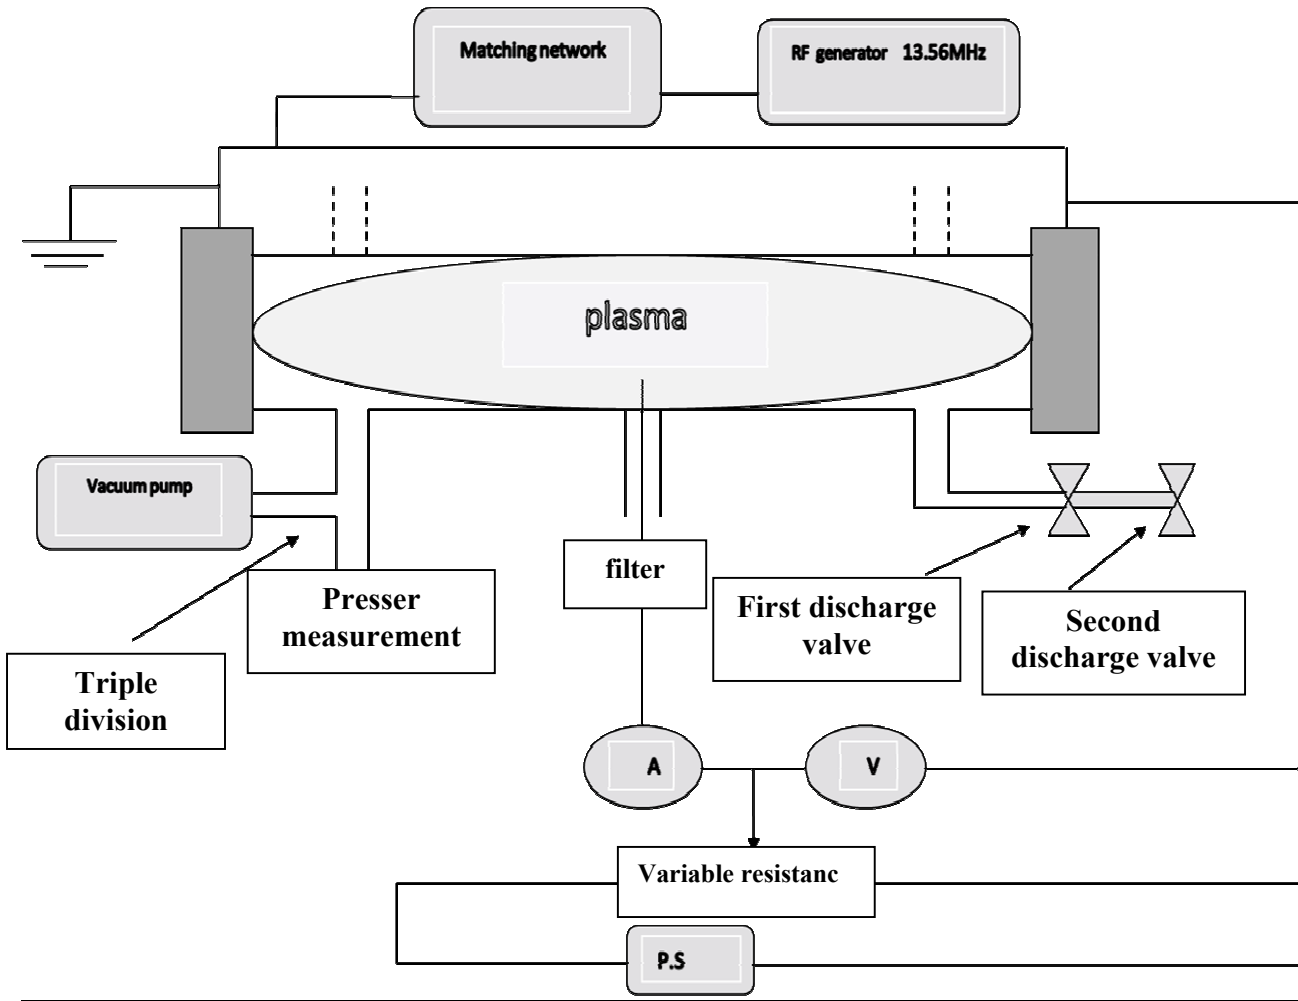 Matching network
RF generator 13.56MHz
plasma
Vacuum pump
filter
Presser
measurement
First discharge
valve
Second
discharge valve
Triple
division
A
V
Variable resistanc
P.S